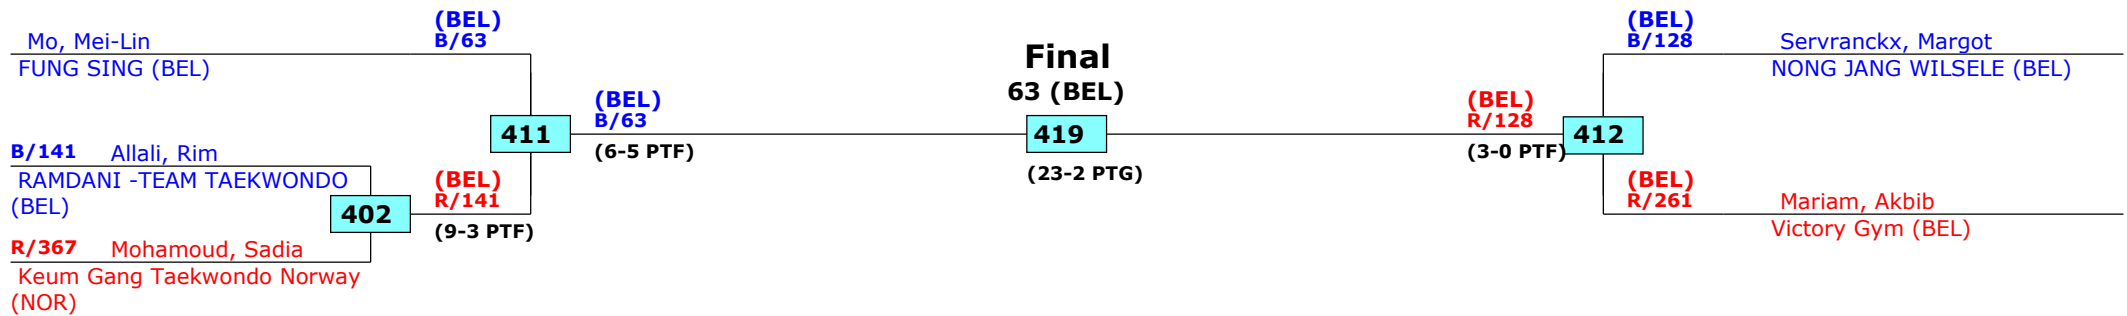 (BEL)
B/63
Mo, Mei-Lin
FUNG SING (BEL)
B/141 Allali, Rim
RAMDANI -TEAM TAEKWONDO
(BEL)
402
R/367 Mohamoud, Sadia
Keum Gang Taekwondo Norway
(NOR)
(BEL)
R/141
(9-3 PTF)
411
(BEL)
B/63
(6-5 PTF)
Final
63 (BEL)
419
(23-2 PTG)
(BEL)
R/128
(3-0 PTF)
412
(BEL)
B/128
Servranckx, Margot
NONG JANG WILSELE (BEL)
(BEL)
R/261
Mariam, Akbib
Victory Gym (BEL)